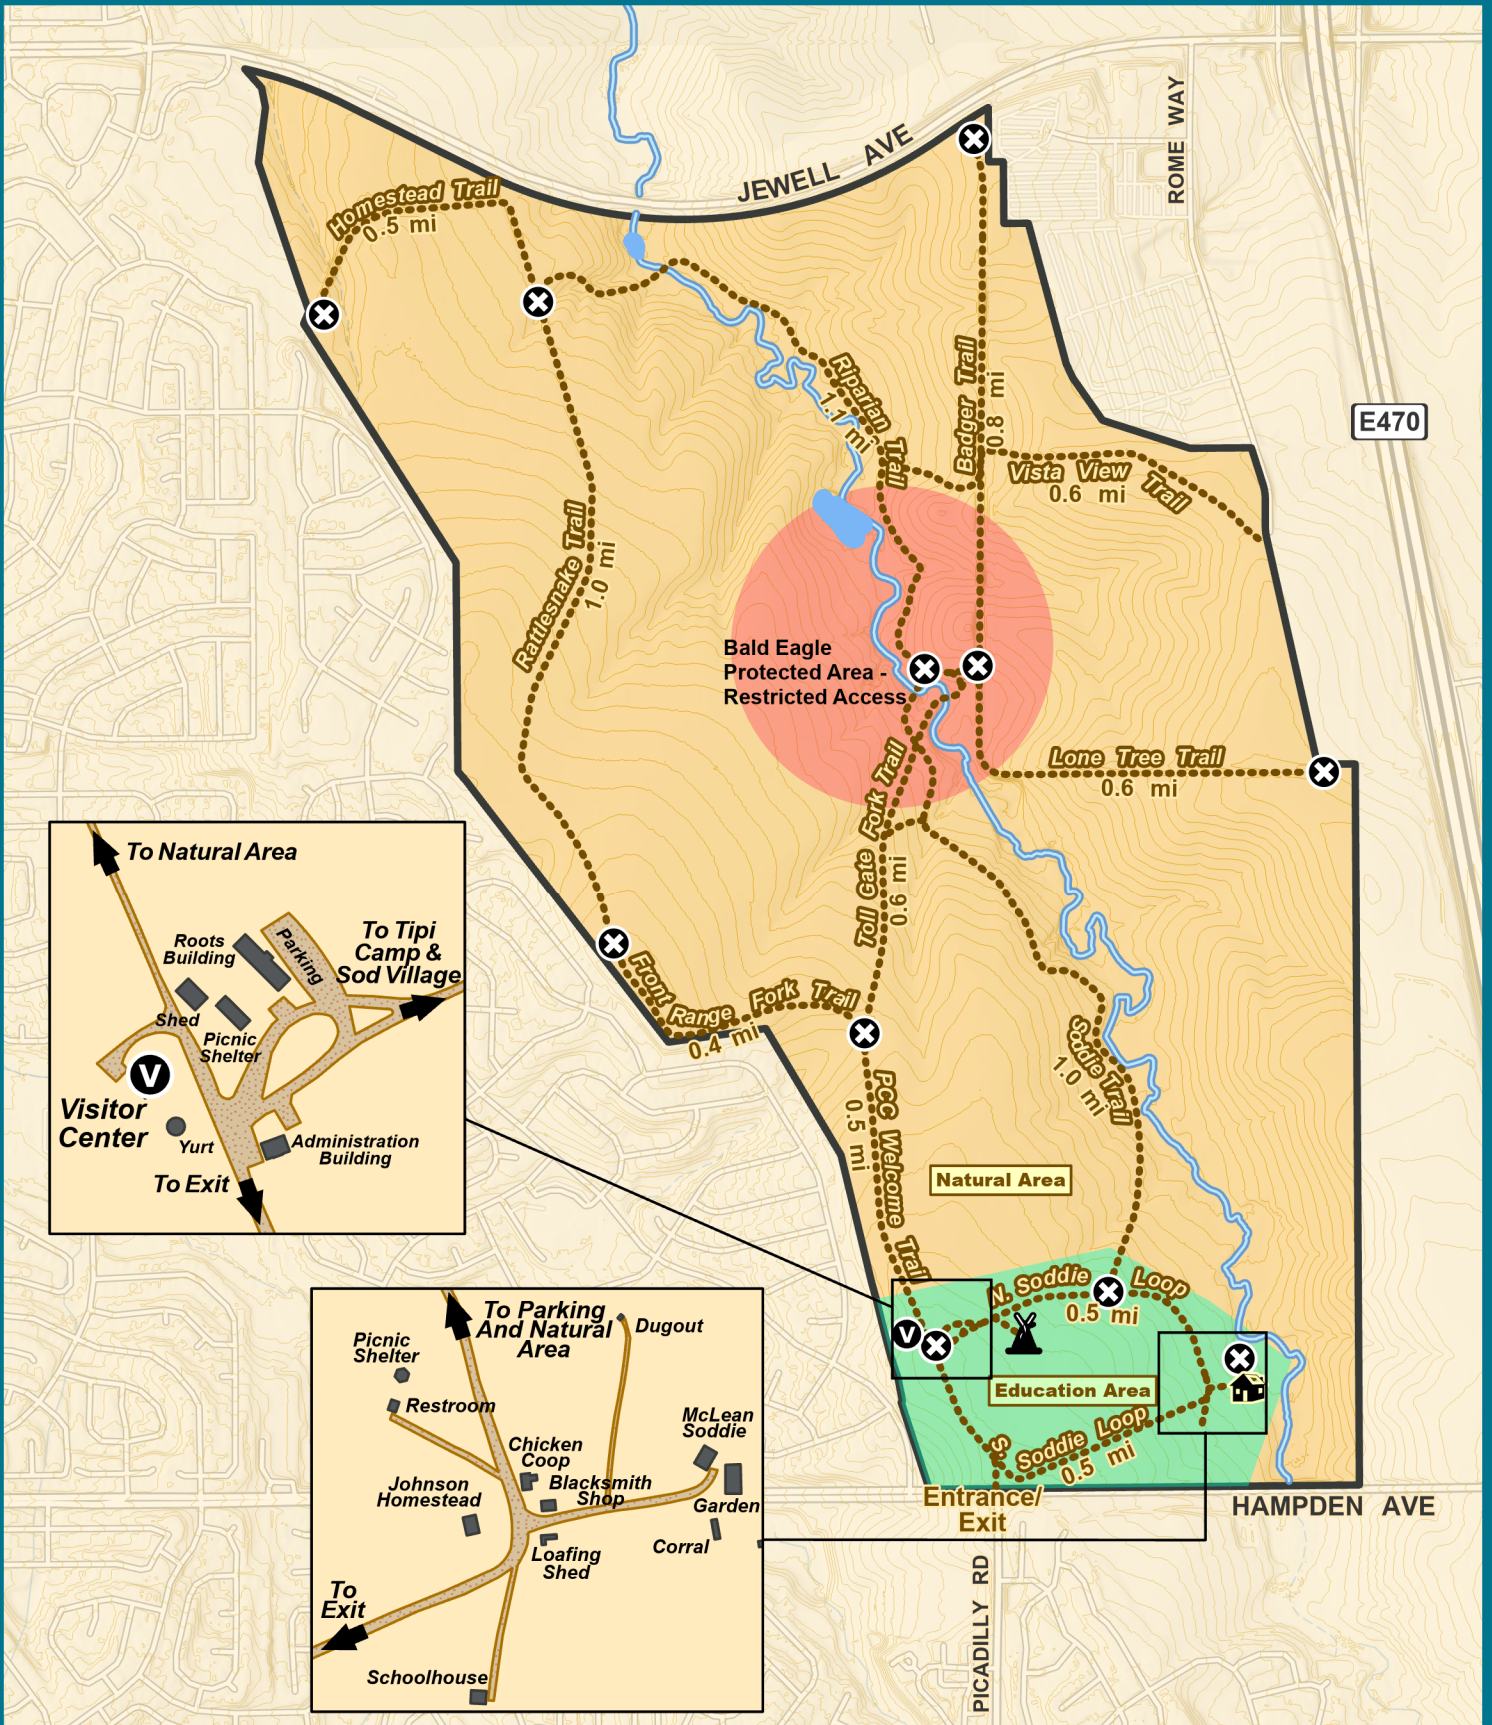 JEWELL AVE
ROME WAY
Homestead Trail
0.5 mi
E470
Riparian Trail
1.1 mi
Badger Trail
0.8 mi
Vista View Trail
0.6 mi
Rattlesnake Trail
1.0 mi
Bald Eagle
Protected Area -
Restricted Access
Lone Tree Trail
0.6 mi
Toll Gate Fork Trail
0.9 mi
Front Range Fork Trail
0.4 mi
Soddie Trail
1.0 mi
PCC Welcome Trail
0.5 mi
Natural Area
N. Soddie Loop
0.5 mi
V
Education Area
S. Soddie Loop
0.5 mi
Entrance/
Exit
HAMPDEN AVE
PICADILLY RD
To Natural Area
Roots
Building
Parking
To Tipi
Camp &
Sod Village
Shed
Picnic
Shelter
V
Visitor
Center
Yurt
Administration
Building
To Exit
To Parking
And Natural
Area
Dugout
Picnic
Shelter
Restroom
McLean
Soddie
Chicken
Coop
Blacksmith
Shop
Johnson
Homestead
Garden
Corral
Loafing
Shed
To
Exit
Schoolhouse